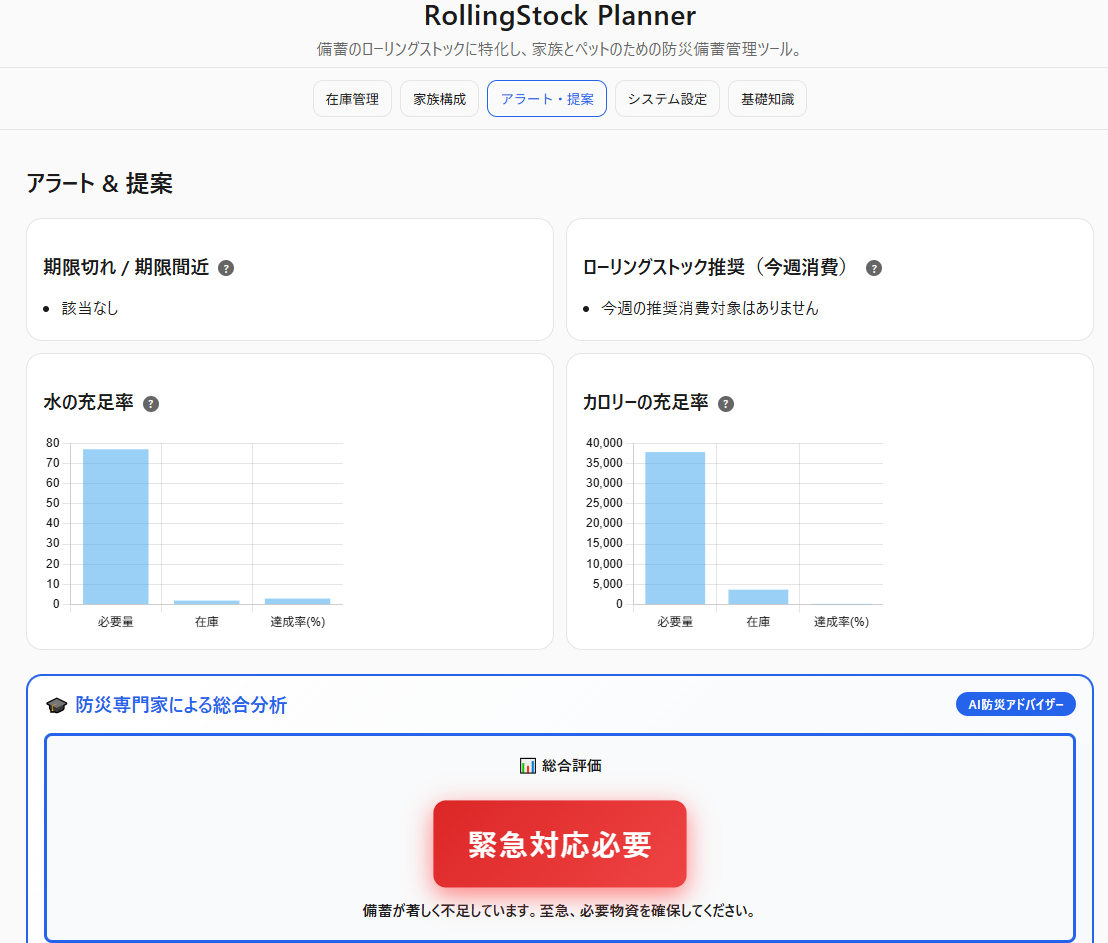 RollingStock Planner
備蓄のローリングストックに特化し、家族とペットのための防災備蓄管理ツール。
在庫管理
家族構成
アラート・提案
システム設定
基礎知識
アラート & 提案
期限切れ / 期限間近 ?
• 該当なし
ローリングストック推奨（今週消費） ?
• 今週の推奨消費対象はありません
水の充足率 ?
80
70
60
50
40
30
20
10
0
必要量
在庫
達成率(%)
カロリーの充足率 ?
40,000
35,000
30,000
25,000
20,000
15,000
10,000
5,000
0
必要量
在庫
達成率(%)
🎓 防災専門家による総合分析
AI防災アドバイザー
📊 総合評価
緊急対応必要
備蓄が著しく不足しています。至急、必要物資を確保してください。